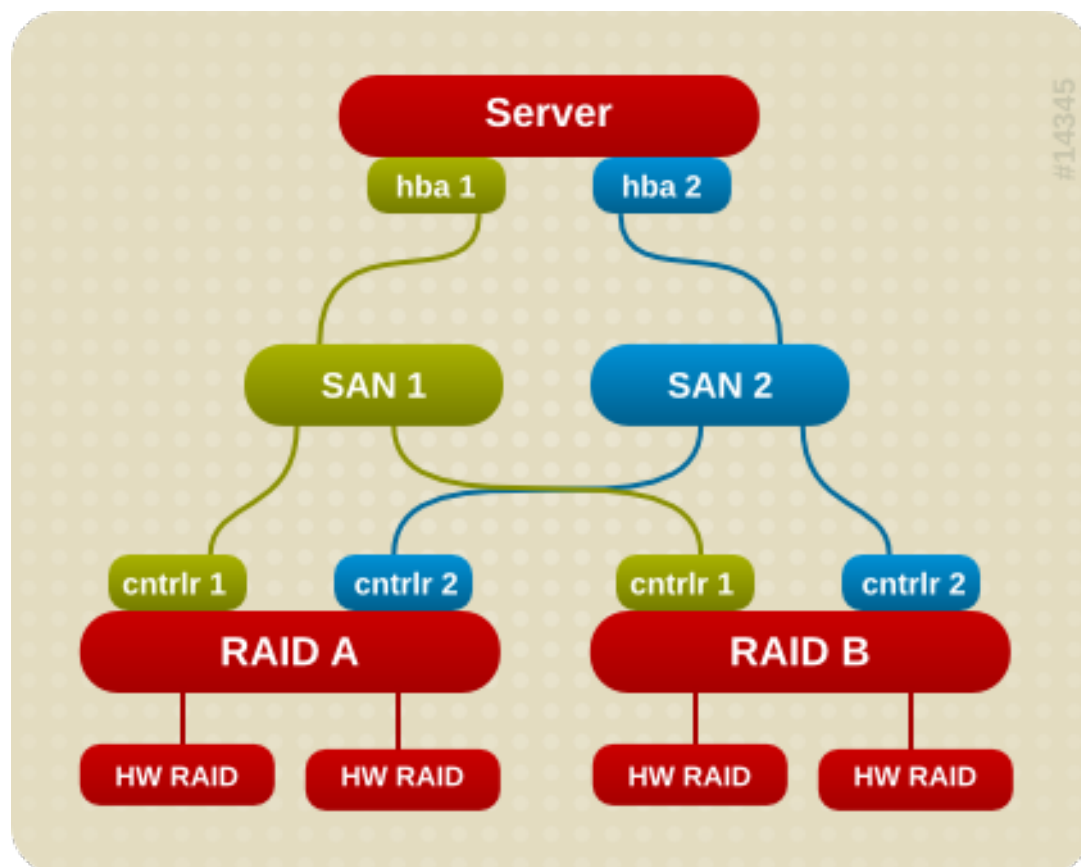 Server
#14345
hba 1
hba 2
SAN 1
SAN 2
cntrlr 1
cntrlr 2
cntrlr 1
cntrlr 2
RAID A
RAID B
HW RAID
HW RAID
HW RAID
HW RAID